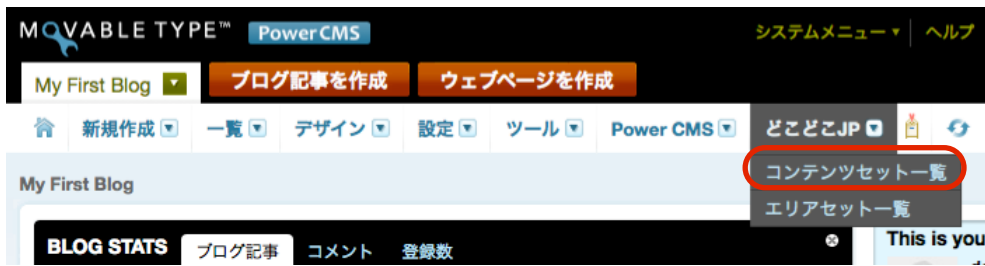 MOVABLE TYPE™ PowerCMS システムメニュー ヘルプ
My First Blog ブログ記事を作成 ウェブページを作成
新規作成 一覧 デザイン 設定 ツール Power CMS どこどこJP
コンテンツセット一覧
My First Blog
エリアセット一覧
BLOG STATS ブログ記事 コメント 登録数
This is you